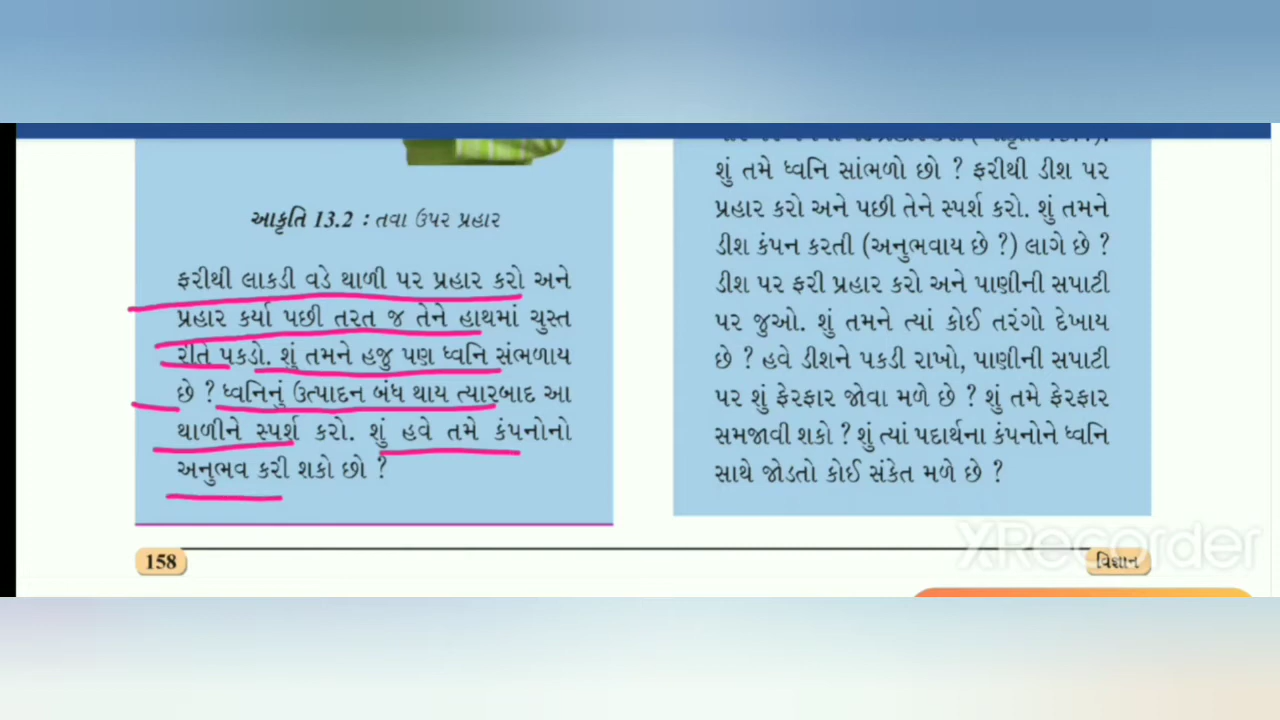 આકૃતિ 13.2 : તવા ઉપર પ્રહાર
ફરીથી લાકડી વડે થાળી પર પ્રહાર કરો અને
પ્રહાર કર્યા પછી તરત જ તેને હાથમાં ચુસ્ત
રીતે પકડો. શું તમને હજુ પણ ધ્વનિ સંભળાય
છે ? ધ્વનિનું ઉત્પાદન બંધ થાય ત્યારબાદ આ
થાળીને સ્પર્શ કરો. શું હવે તમે કંપનોનો
અનુભવ કરી શકો છો ?
શું તમે ધ્વનિ સાંભળો છો ? ફરીથી ડીશ પર
પ્રહાર કરો અને પછી તેને સ્પર્શ કરો. શું તમને
ડીશ કંપન કરતી (અનુભવાય છે ?) લાગે છે ?
ડીશ પર ફરી પ્રહાર કરો અને પાણીની સપાટી
પર જુઓ. શું તમને ત્યાં કોઈ તરંગો દેખાય
છે ? હવે ડીશને પકડી રાખો, પાણીની સપાટી
પર શું ફેરફાર જોવા મળે છે ? શું તમે ફેરફાર
સમજાવી શકો ? શું ત્યાં પદાર્થના કંપનોને ધ્વનિ
સાથે જોડતો કોઈ સંકેત મળે છે ?
XRecorder
158
વિજ્ઞાન